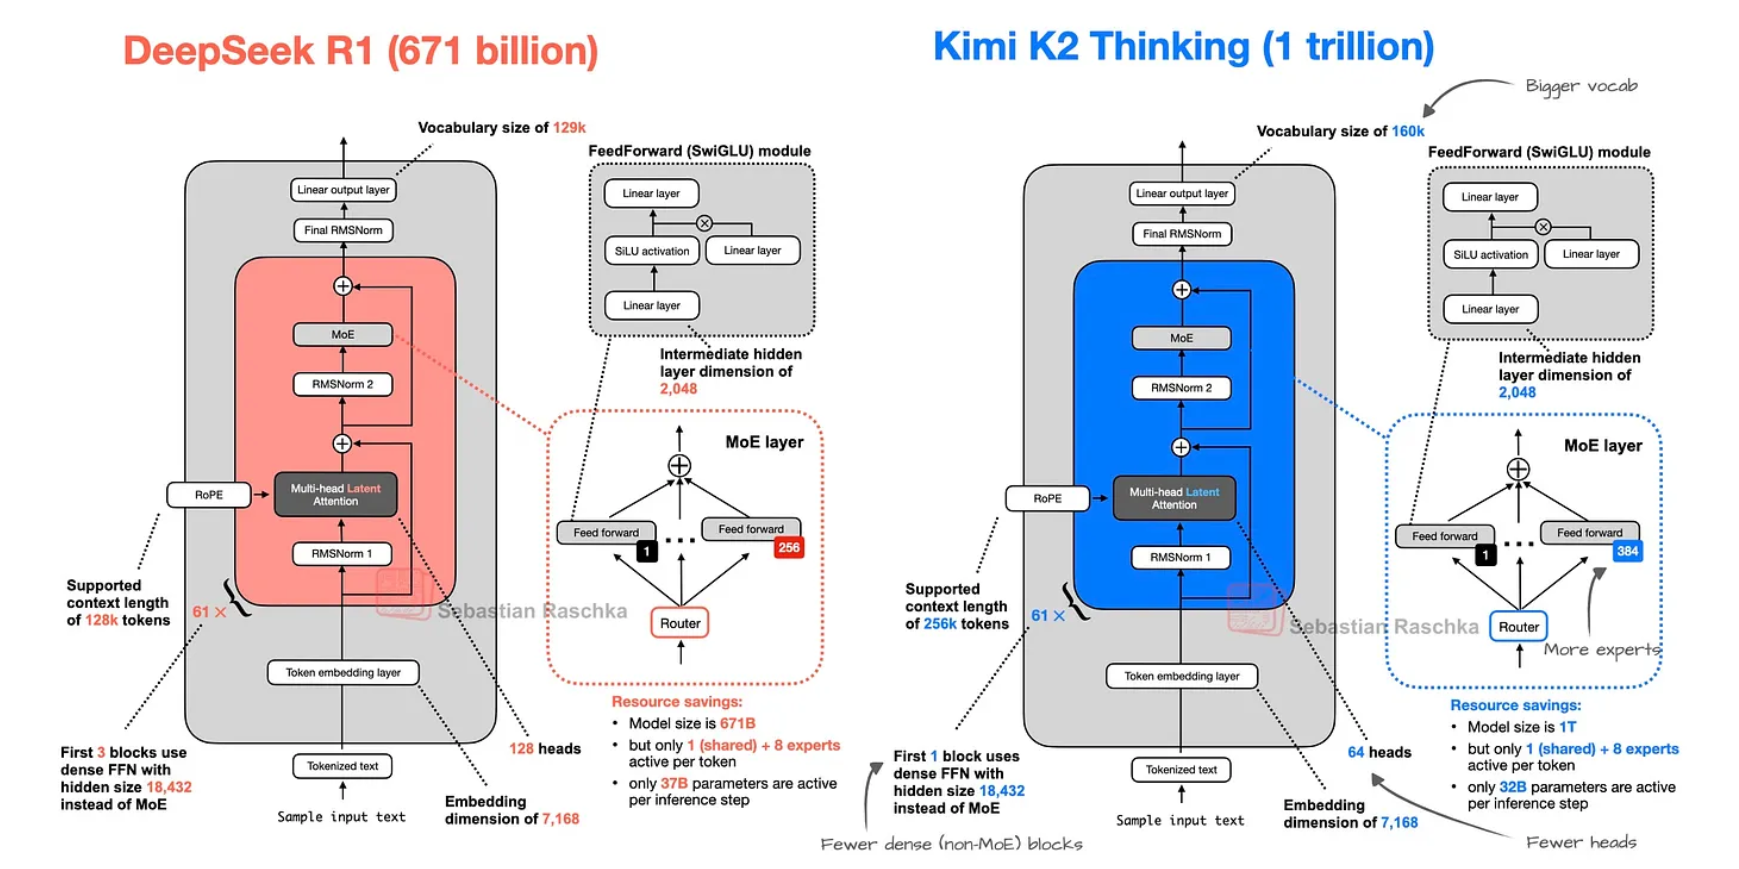 DeepSeek R1 (671 billion)
Vocabulary size of 129k
FeedForward (SwiGLU) module
Linear output layer
Final RMSNorm
Linear layer
SiLU activation
Linear layer
Linear layer
Intermediate hidden
layer dimension of
2,048
MoE
RMSNorm 2
MoE layer
RoPE
Multi-head Latent
Attention
RMSNorm 1
Feed forward
1
Feed forward
256
Router
Supported
context length
of 128k tokens
61 ×
Sebastian Raschka
Token embedding layer
First 3 blocks use
dense FFN with
hidden size 18,432
instead of MoE
Tokenized text
Sample input text
128 heads
Embedding
dimension of 7,168
Resource savings:
• Model size is 671B
• but only 1 (shared) + 8 experts
active per token
• only 37B parameters are active
per inference step
Kimi K2 Thinking (1 trillion)
Bigger vocab
Vocabulary size of 160k
FeedForward (SwiGLU) module
Linear output layer
Final RMSNorm
Linear layer
SiLU activation
Linear layer
Linear layer
Intermediate hidden
layer dimension of
2,048
MoE
RMSNorm 2
MoE layer
RoPE
Multi-head Latent
Attention
RMSNorm 1
Feed forward
1
Feed forward
384
Router
More experts
Supported
context length
of 256k tokens
61 ×
Sebastian Raschka
Token embedding layer
First 1 block uses
dense FFN with
hidden size 18,432
instead of MoE
Fewer dense (non-MoE) blocks
Tokenized text
Sample input text
64 heads
Embedding
dimension of 7,168
Fewer heads
Resource savings:
• Model size is 1T
• but only 1 (shared) + 8 experts
active per token
• only 32B parameters are active
per inference step